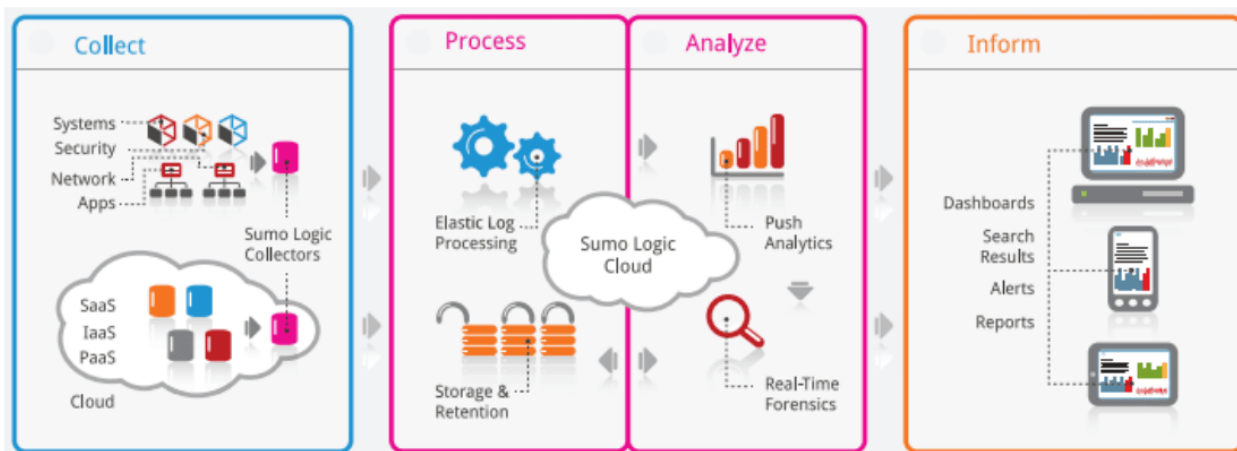 Collect
Process
Analyze
Inform
Systems
Security
Network
Apps
Sumo Logic
Collectors
SaaS
IaaS
PaaS
Cloud
Elastic Log
Processing
Sumo Logic
Cloud
Push
Analytics
Storage &
Retention
Real-Time
Forensics
Dashboards
Search
Results
Alerts
Reports